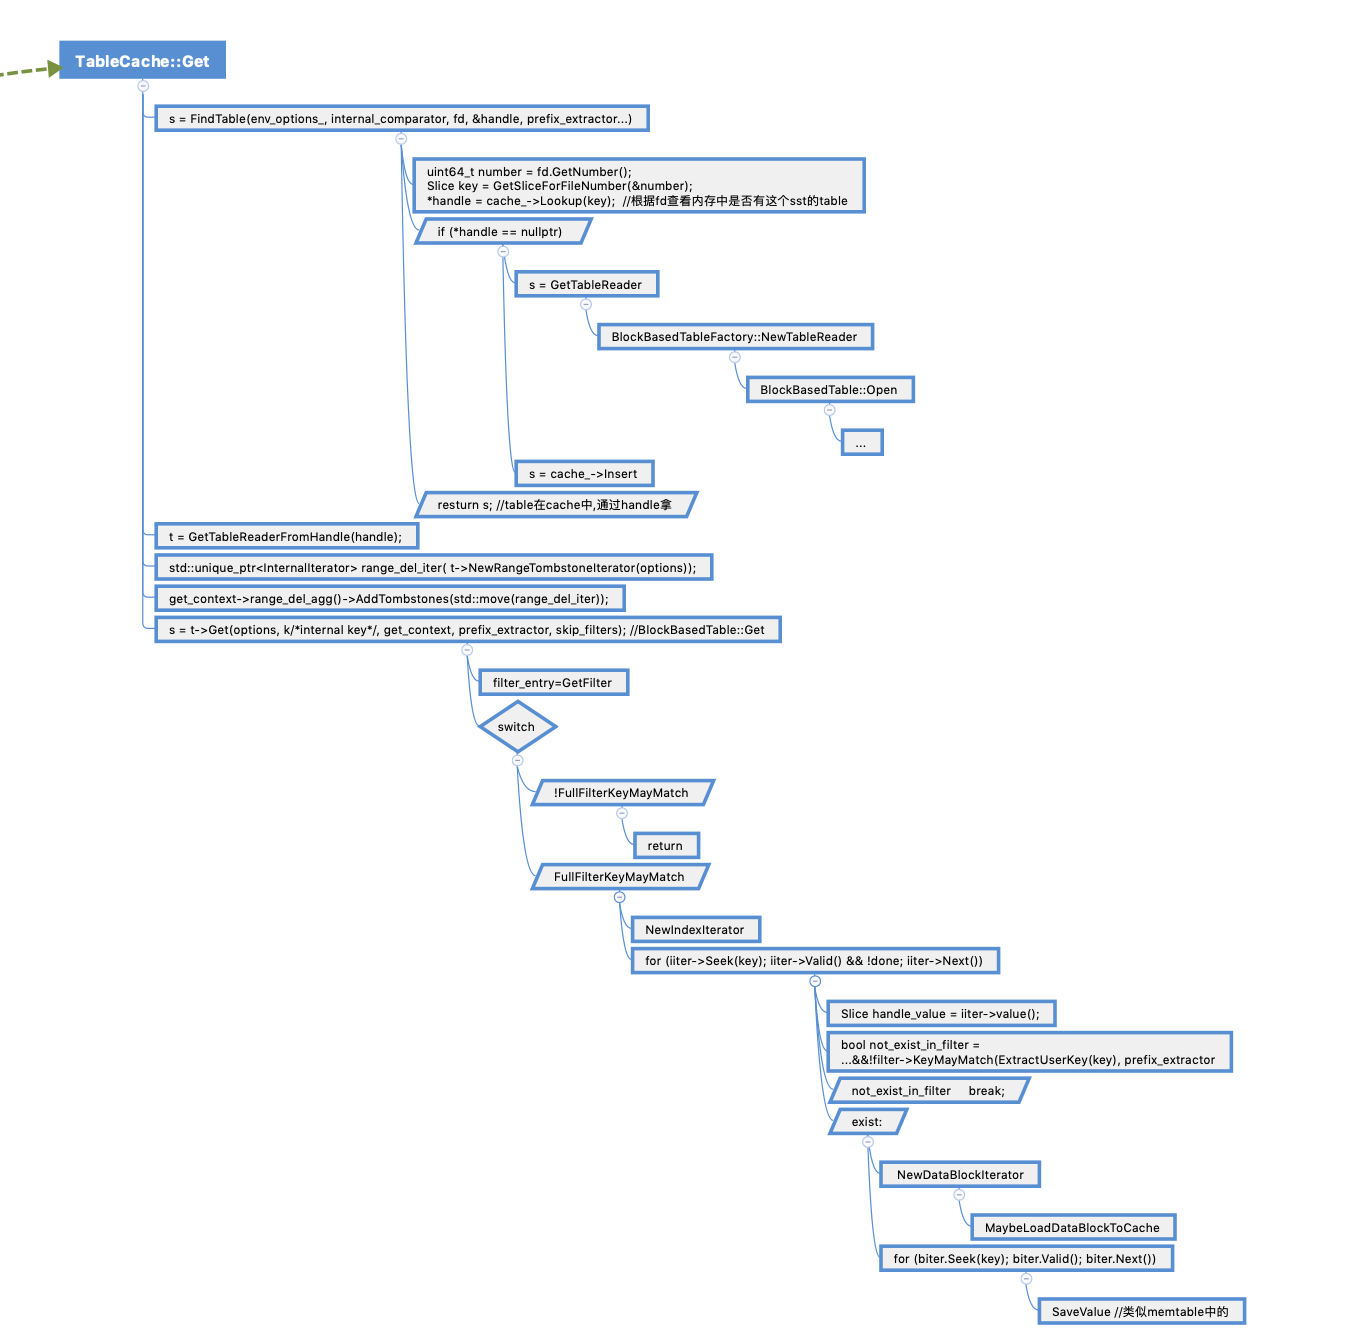 TableCache::Get
s = FindTable(env_options_, internal_comparator, fd, &handle, prefix_extractor...)
uint64_t number = fd.GetNumber();
Slice key = GetSliceForFileNumber(&number);
*handle = cache_->Lookup(key);  //根据fd查看内存中是否有这个sst的table
if (*handle == nullptr)
s = GetTableReader
BlockBasedTableFactory::NewTableReader
BlockBasedTable::Open
...
s = cache_->Insert
resturn s; //table在cache中,通过handle拿
t = GetTableReaderFromHandle(handle);
std::unique_ptr<InternalIterator> range_del_iter( t->NewRangeTombstoneIterator(options));
get_context->range_del_agg()->AddTombstones(std::move(range_del_iter));
s = t->Get(options, k/*internal key*/, get_context, prefix_extractor, skip_filters); //BlockBasedTable::Get
filter_entry=GetFilter
switch
!FullFilterKeyMayMatch
return
FullFilterKeyMayMatch
NewIndexIterator
for (iiter->Seek(key); iiter->Valid() && !done; iiter->Next())
Slice handle_value = iiter->value();
bool not_exist_in_filter =
...&&!filter->KeyMayMatch(ExtractUserKey(key), prefix_extractor
not_exist_in_filter     break;
exist:
NewDataBlockIterator
MaybeLoadDataBlockToCache
for (biter.Seek(key); biter.Valid(); biter.Next())
SaveValue //类似memtable中的